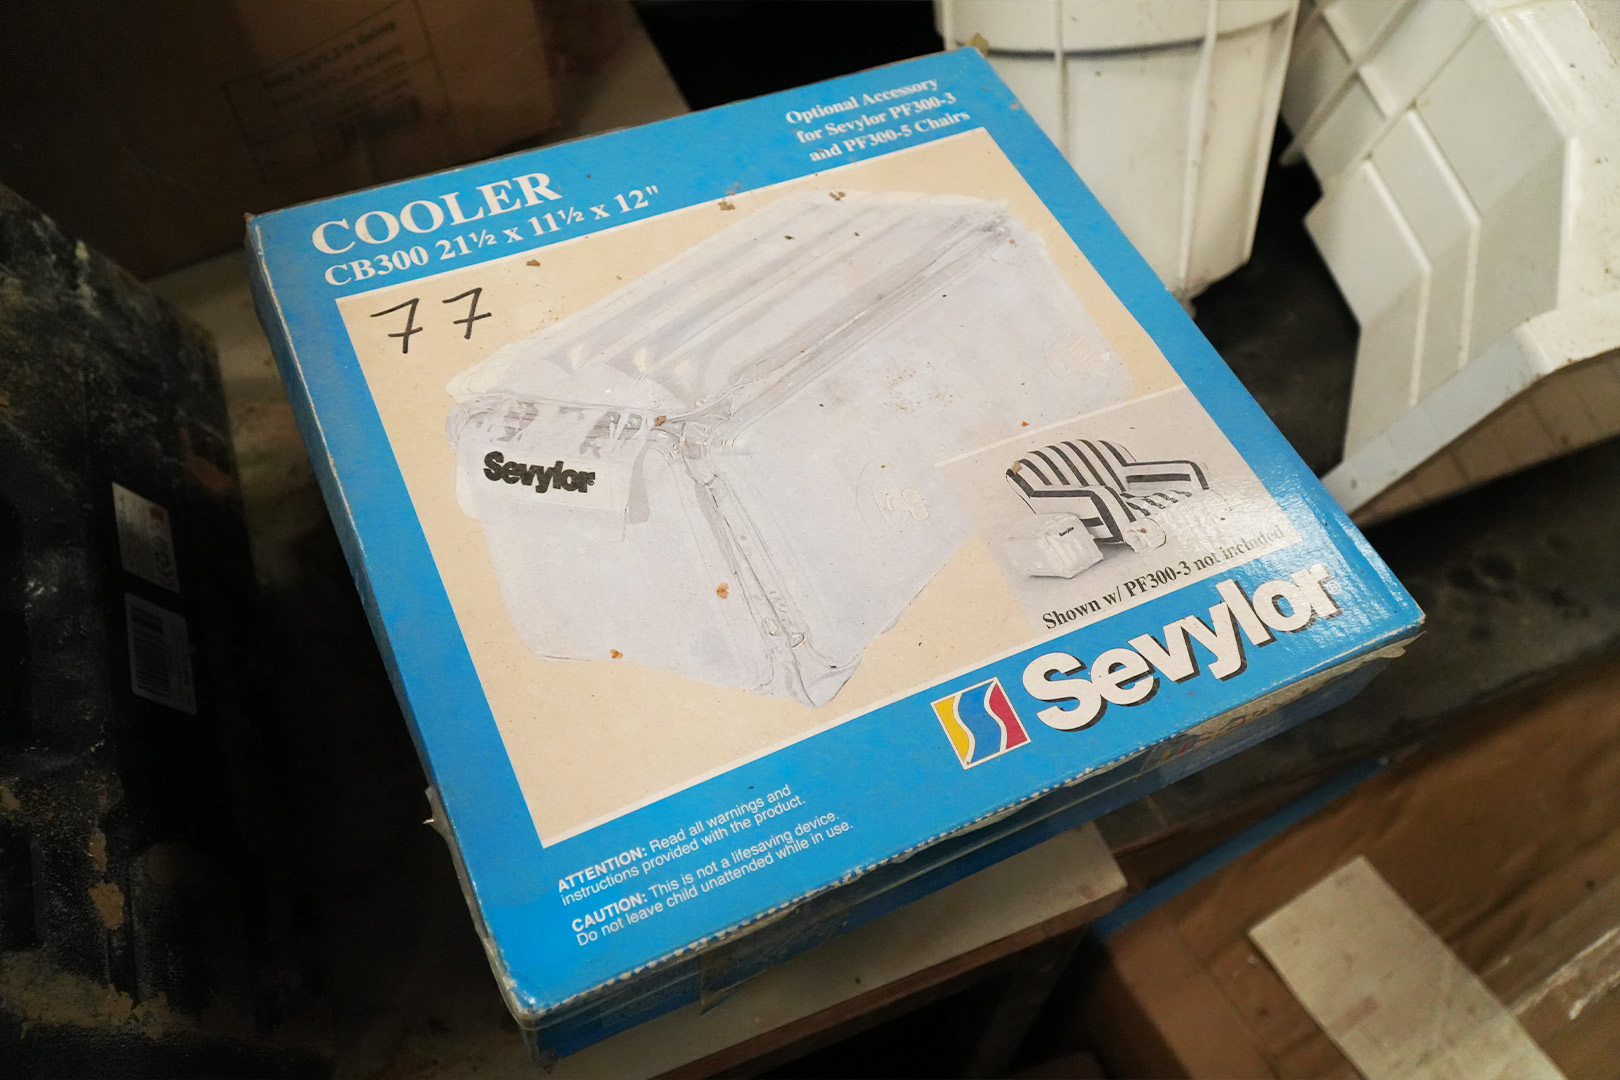 Optional Accessory
for Sevylor PF300-3
and PF300-5 Chairs
COOLER
CB300 21½ x 11½ x 12"
77
Sevylor
Shown w/ PF300-3 not included
Sevylor
ATTENTION: Read all warnings and
instructions provided with the product.
CAUTION: This is not a lifesaving device.
Do not leave child unattended while in use.